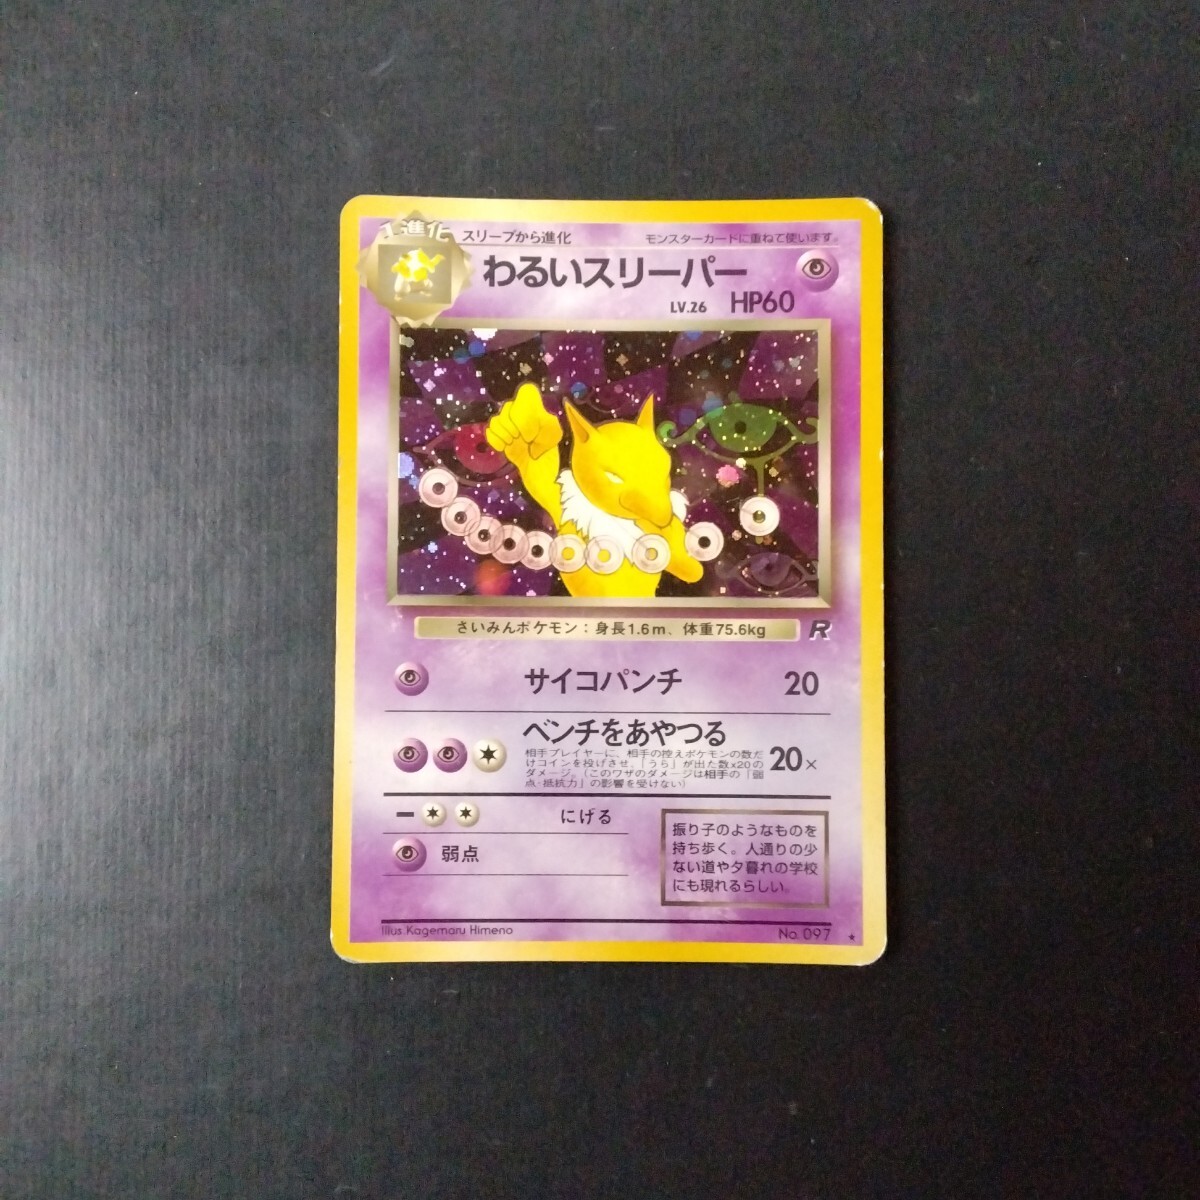 1進化
スリープから進化
モンスターカードに重ねて使います。
わるいスリーパー
LV.26 HP60
さいみんポケモン：身長1.6m、体重75.6kg
R
サイコパンチ 20
ベンチをあやつる
相手プレイヤーに、相手の控えポケモンの数だ
けコインを投げさせ、「うら」が出た数×20の
ダメージ。（このワザのダメージは相手の「弱
点・抵抗力」の影響を受けない）
20×
にげる
弱点
振り子のようなものを
持ち歩く。人通りの少
ない道や夕暮れの学校
にも現れるらしい。
Illus. Kagemaru Himeno
No. 097 ★